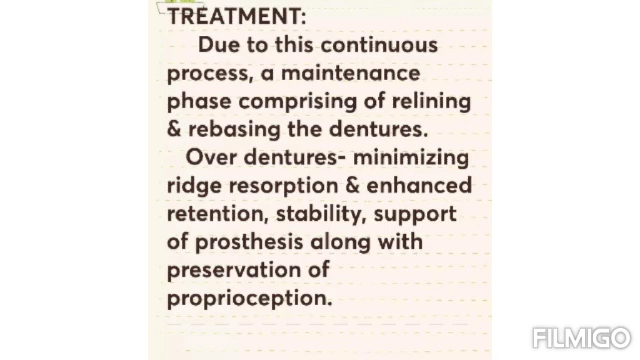 TREATMENT:
Due to this continuous
process, a maintenance
phase comprising of relining
& rebasing the dentures.
Over dentures- minimizing
ridge resorption & enhanced
retention, stability, support
of prosthesis along with
preservation of
proprioception.
FILMIGO